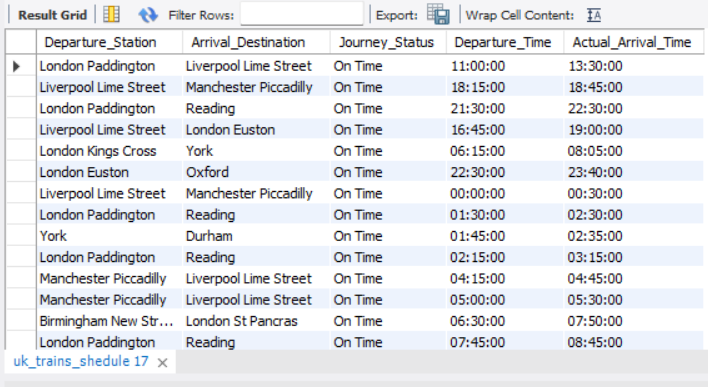 Result Grid Filter Rows: Export: Wrap Cell Content: IA
Departure_Station Arrival_Destination Journey_Status Departure_Time Actual_Arrival_Time
London Paddington Liverpool Lime Street On Time 11:00:00 13:30:00
Liverpool Lime Street Manchester Piccadilly On Time 18:15:00 18:45:00
London Paddington Reading On Time 21:30:00 22:30:00
Liverpool Lime Street London Euston On Time 16:45:00 19:00:00
London Kings Cross York On Time 06:15:00 08:05:00
London Euston Oxford On Time 22:30:00 23:40:00
Liverpool Lime Street Manchester Piccadilly On Time 00:00:00 00:30:00
London Paddington Reading On Time 01:30:00 02:30:00
York Durham On Time 01:45:00 02:35:00
London Paddington Reading On Time 02:15:00 03:15:00
Manchester Piccadilly Liverpool Lime Street On Time 04:15:00 04:45:00
Manchester Piccadilly Liverpool Lime Street On Time 05:00:00 05:30:00
Birmingham New Str... London St Pancras On Time 06:30:00 07:50:00
London Paddington Reading On Time 07:45:00 08:45:00
uk_trains_shedule 17